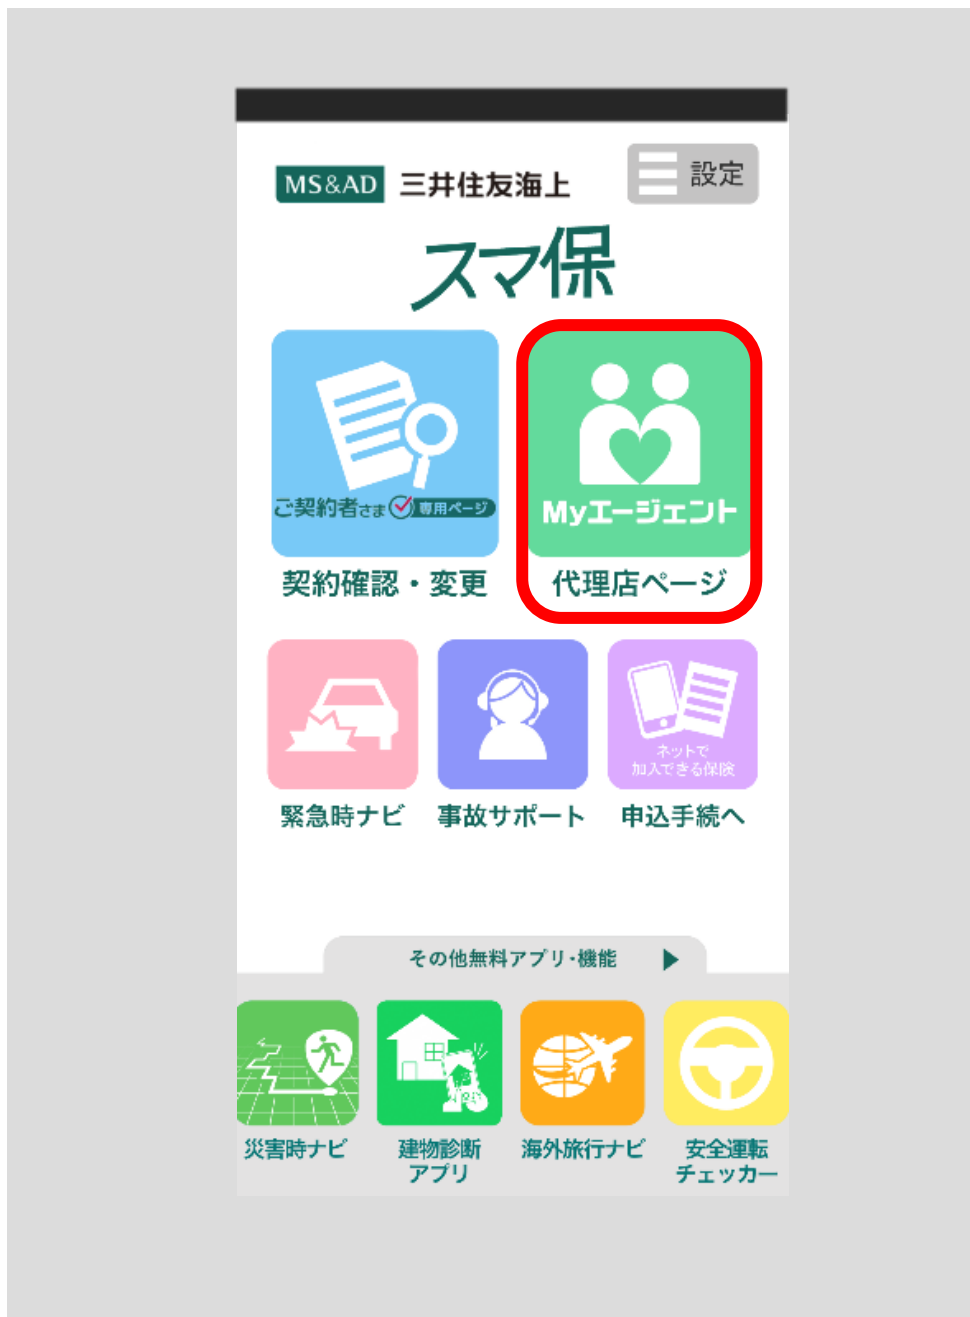 MS&AD 三井住友海上
設定
スマ保
ご契約者さま 専用ページ
Myエージェント
契約確認・変更
代理店ページ
ネットで
加入できる保険
緊急時ナビ
事故サポート
申込手続へ
その他無料アプリ・機能
災害時ナビ
建物診断
アプリ
海外旅行ナビ
安全運転
チェッカー